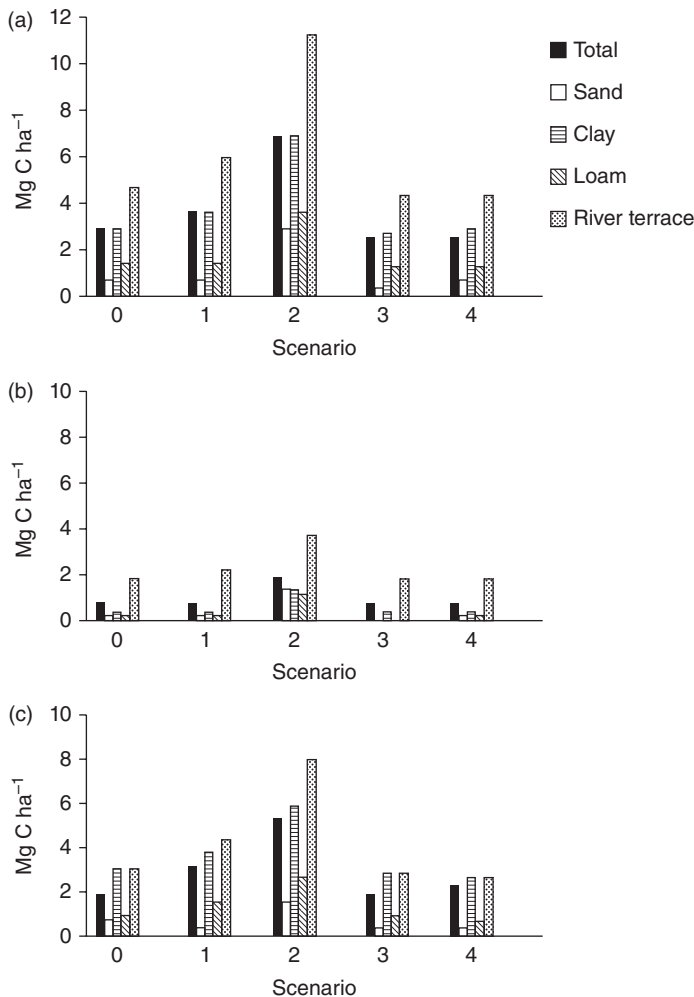 (a)
12
10
8
6
4
2
0
Mg C ha⁻¹
0 1 2 3 4
Scenario
Total
Sand
Clay
Loam
River terrace
(b)
10
8
6
4
2
0
Mg C ha⁻¹
0 1 2 3 4
Scenario
(c)
10
8
6
4
2
0
Mg C ha⁻¹
0 1 2 3 4
Scenario